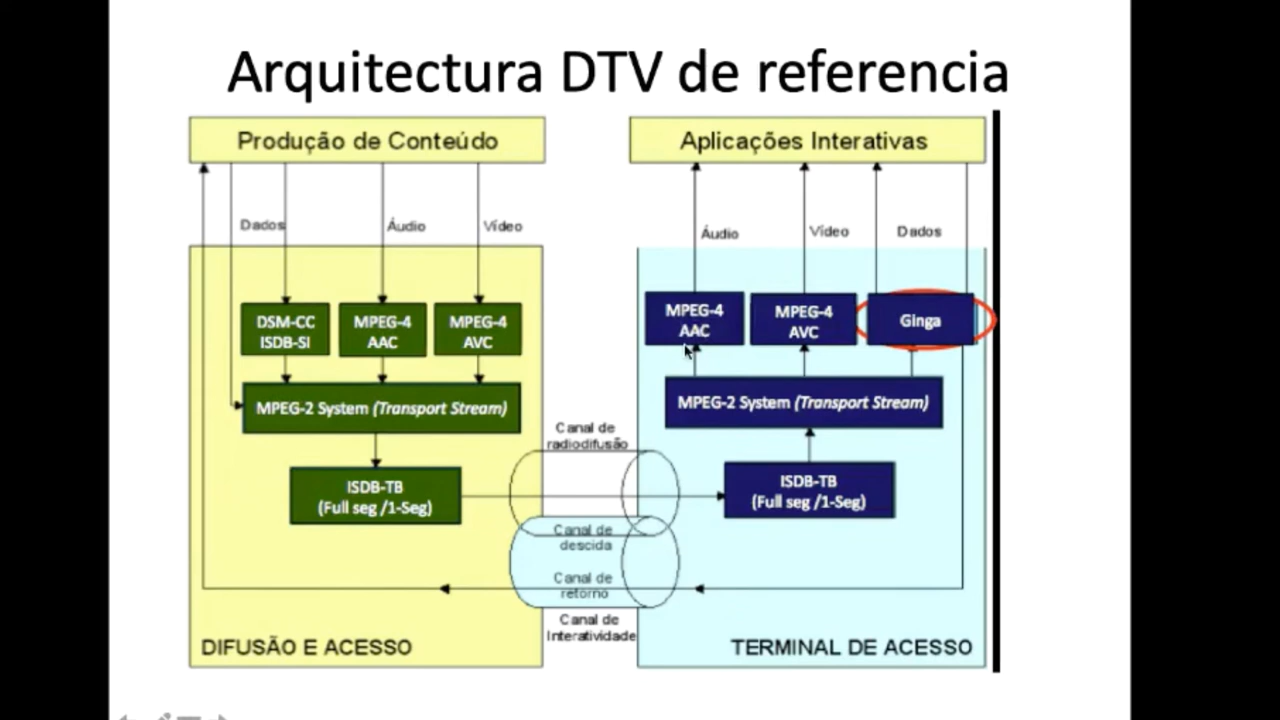 Arquitectura DTV de referencia
Produção de Conteúdo
Aplicações Interativas
Dados
Áudio
Vídeo
Áudio
Vídeo
Dados
DSM-CC
ISDB-SI
MPEG-4
AAC
MPEG-4
AVC
MPEG-4
AAC
MPEG-4
AVC
Ginga
MPEG-2 System (Transport Stream)
MPEG-2 System (Transport Stream)
Canal de
radiodifusão
ISDB-TB
(Full seg /1-Seg)
ISDB-TB
(Full seg /1-Seg)
Canal de
descida
Canal de
retorno
Canal de
Interatividade
DIFUSÃO E ACESSO
TERMINAL DE ACESSO